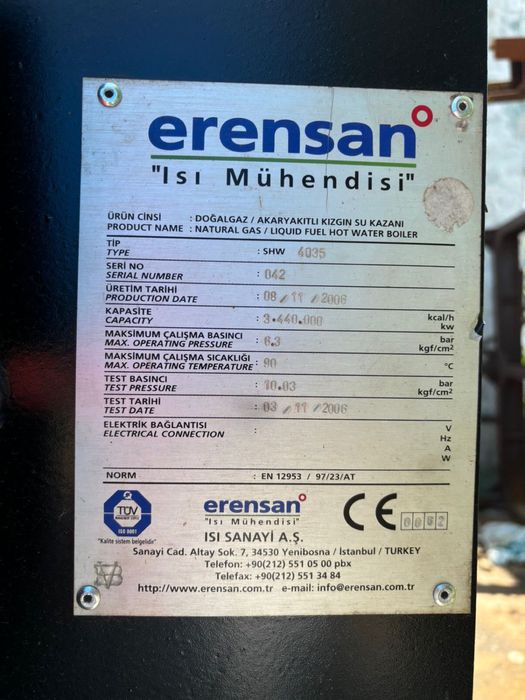 erensan
"Isı Mühendisi"
ÜRÜN CİNSİ : DOĞALGAZ / AKARYAKITLI KIZGIN SU KAZANI
PRODUCT NAME : NATURAL GAS / LIQUID FUEL HOT WATER BOILER
TİP
TYPE : SHW 4035
SERİ NO
SERIAL NUMBER : 042
ÜRETİM TARİHİ
PRODUCTION DATE : 08 / 11 / 2006
KAPASİTE kcal/h
CAPACITY : 3.440.000 kw
MAKSİMUM ÇALIŞMA BASINCI bar
MAX. OPERATING PRESSURE : 6.3 kgf/cm²
MAKSİMUM ÇALIŞMA SICAKLIĞI
MAX. OPERATING TEMPERATURE : 90 °C
TEST BASINCI bar
TEST PRESSURE : 10.03 kgf/cm²
TEST TARİHİ
TEST DATE : 03 / 11 / 2006
ELEKTRİK BAĞLANTISI : V
ELECTRICAL CONNECTION Hz
A
W
NORM : EN 12953 / 97/23/AT
TÜV
ISO 9001
"Kalite sistem belgelidir"
erensan
"Isı Mühendisi"
ISI SANAYİ A.Ş.
CE 0062
Sanayi Cad. Altay Sok. 7, 34530 Yenibosna / İstanbul / TURKEY
Telefon: +90(212) 551 05 00 pbx
Telefax: +90(212) 551 34 84
http://www.erensan.com.tr e-mail: info@erensan.com.tr